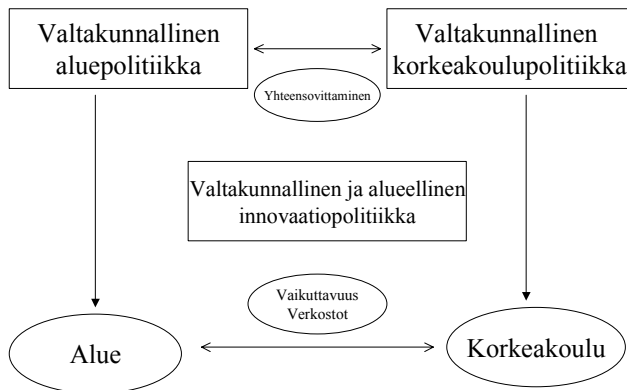 Valtakunnallinen
aluepolitiikka
Valtakunnallinen
korkeakoulupolitiikka
Yhteensovittaminen
Valtakunnallinen ja alueellinen
innovaatiopolitiikka
Vaikuttavuus
Verkostot
Alue
Korkeakoulu